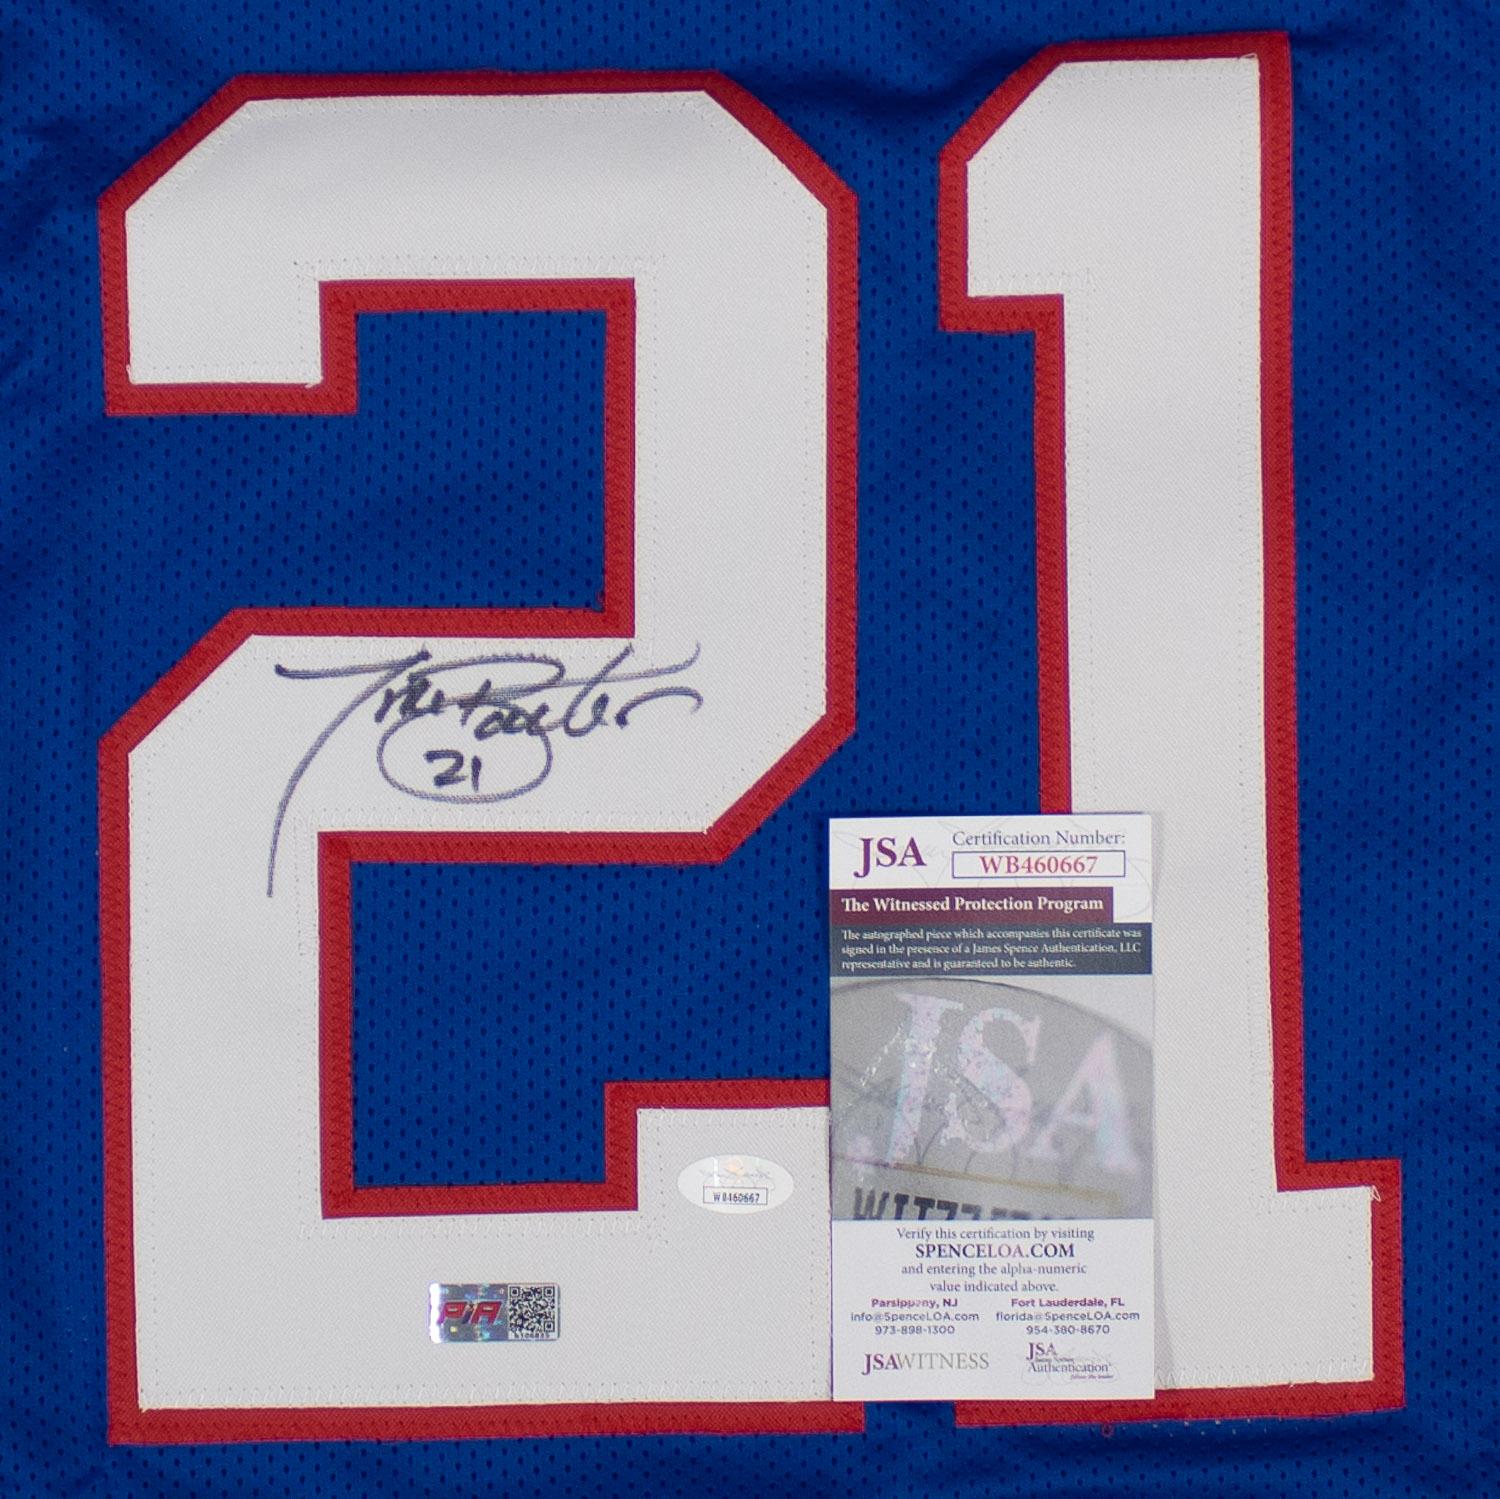 21
21
JSA
Certification Number:
WB460667
The Witnessed Protection Program
The autographed piece which accompanies this certificate was
signed in the presence of a James Spence Authentication, LLC
representative and is guaranteed to be authentic.
JSA
Verify this certification by visiting
SPENCELOA.COM
and entering the alpha-numeric
value indicated above.
Parsippany, NJ Fort Lauderdale, FL
info@SpenceLOA.com florida@SpenceLOA.com
973-898-1300 954-380-8670
JSAWITNESS
JSA
Authentication
WB460667
PIA